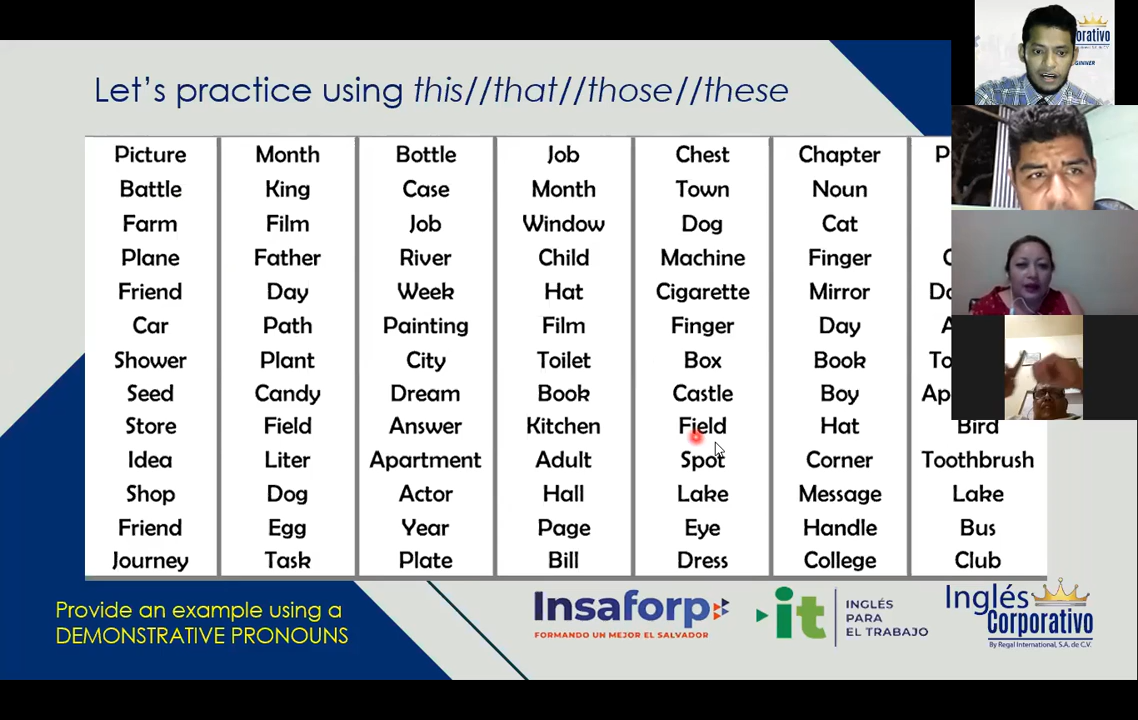 Let's practice using this//that//those//these
Picture Month Bottle Job Chest Chapter
Battle King Case Month Town Noun
Farm Film Job Window Dog Cat
Plane Father River Child Machine Finger
Friend Day Week Hat Cigarette Mirror
Car Path Painting Film Finger Day
Shower Plant City Toilet Box Book
Seed Candy Dream Book Castle Boy
Store Field Answer Kitchen Field Hat Bird
Idea Liter Apartment Adult Spot Corner Toothbrush
Shop Dog Actor Hall Lake Message Lake
Friend Egg Year Page Eye Handle Bus
Journey Task Plate Bill Dress College Club
Provide an example using a
DEMONSTRATIVE PRONOUNS
Insaforp
FORMANDO UN MEJOR EL SALVADOR
it
INGLÉS
PARA
EL TRABAJO
Inglés
Corporativo
By Regal International, S.A. de C.V.